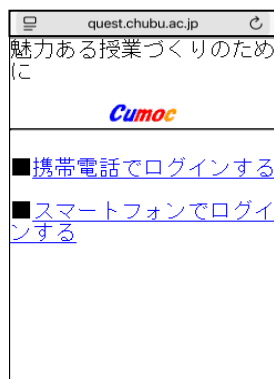 quest.chubu.ac.jp
魅力ある授業づくりのため
に
Cumoc
■携帯電話でログインする
■スマートフォンでログイ
ンする